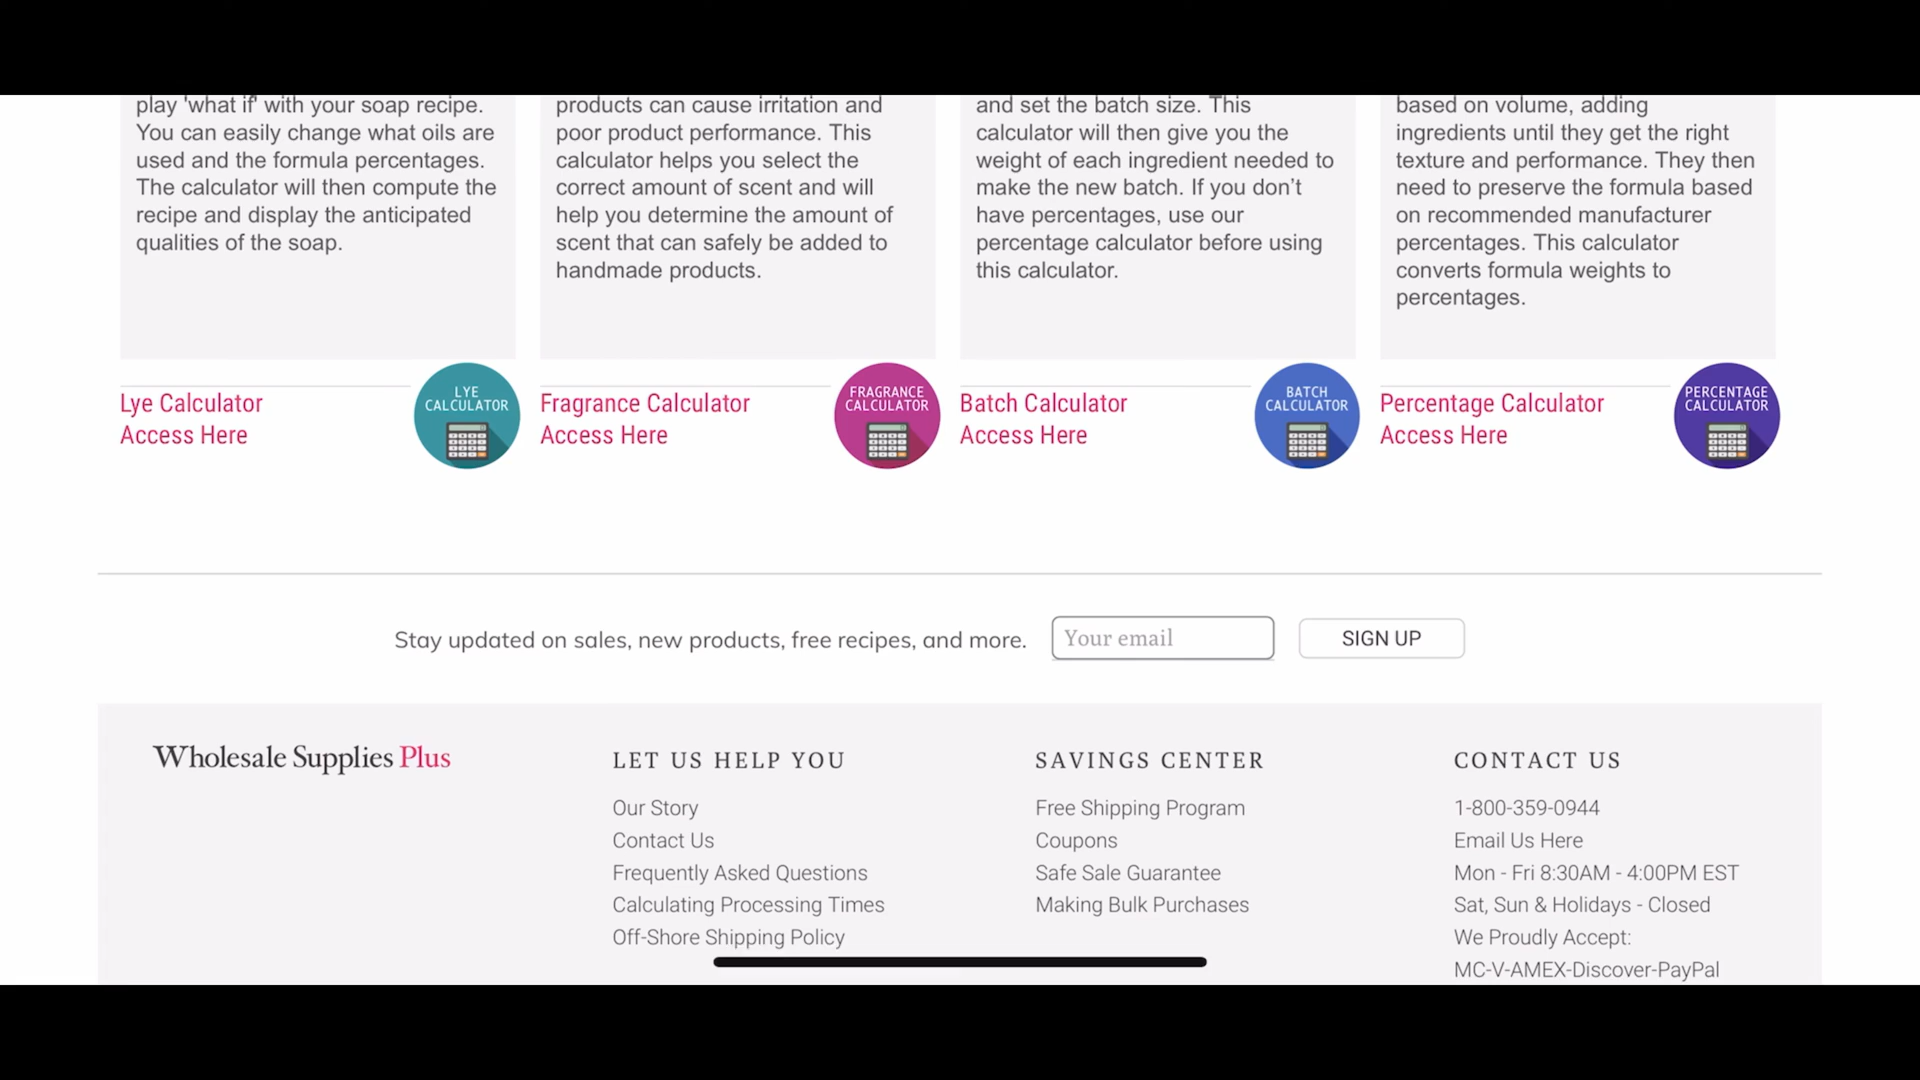 play 'what if' with your soap recipe.
You can easily change what oils are
used and the formula percentages.
The calculator will then compute the
recipe and display the anticipated
qualities of the soap.
products can cause irritation and
poor product performance. This
calculator helps you select the
correct amount of scent and will
help you determine the amount of
scent that can safely be added to
handmade products.
and set the batch size. This
calculator will then give you the
weight of each ingredient needed to
make the new batch. If you don’t
have percentages, use our
percentage calculator before using
this calculator.
based on volume, adding
ingredients until they get the right
texture and performance. They then
need to preserve the formula based
on recommended manufacturer
percentages. This calculator
converts formula weights to
percentages.
Lye Calculator
Access Here
LYE
CALCULATOR
Fragrance Calculator
Access Here
FRAGRANCE
CALCULATOR
Batch Calculator
Access Here
BATCH
CALCULATOR
Percentage Calculator
Access Here
PERCENTAGE
CALCULATOR
Stay updated on sales, new products, free recipes, and more.
Your email
SIGN UP
Wholesale Supplies Plus
LET US HELP YOU
Our Story
Contact Us
Frequently Asked Questions
Calculating Processing Times
Off-Shore Shipping Policy
SAVINGS CENTER
Free Shipping Program
Coupons
Safe Sale Guarantee
Making Bulk Purchases
CONTACT US
1-800-359-0944
Email Us Here
Mon - Fri 8:30AM - 4:00PM EST
Sat, Sun & Holidays - Closed
We Proudly Accept:
MC-V-AMEX-Discover-PayPal